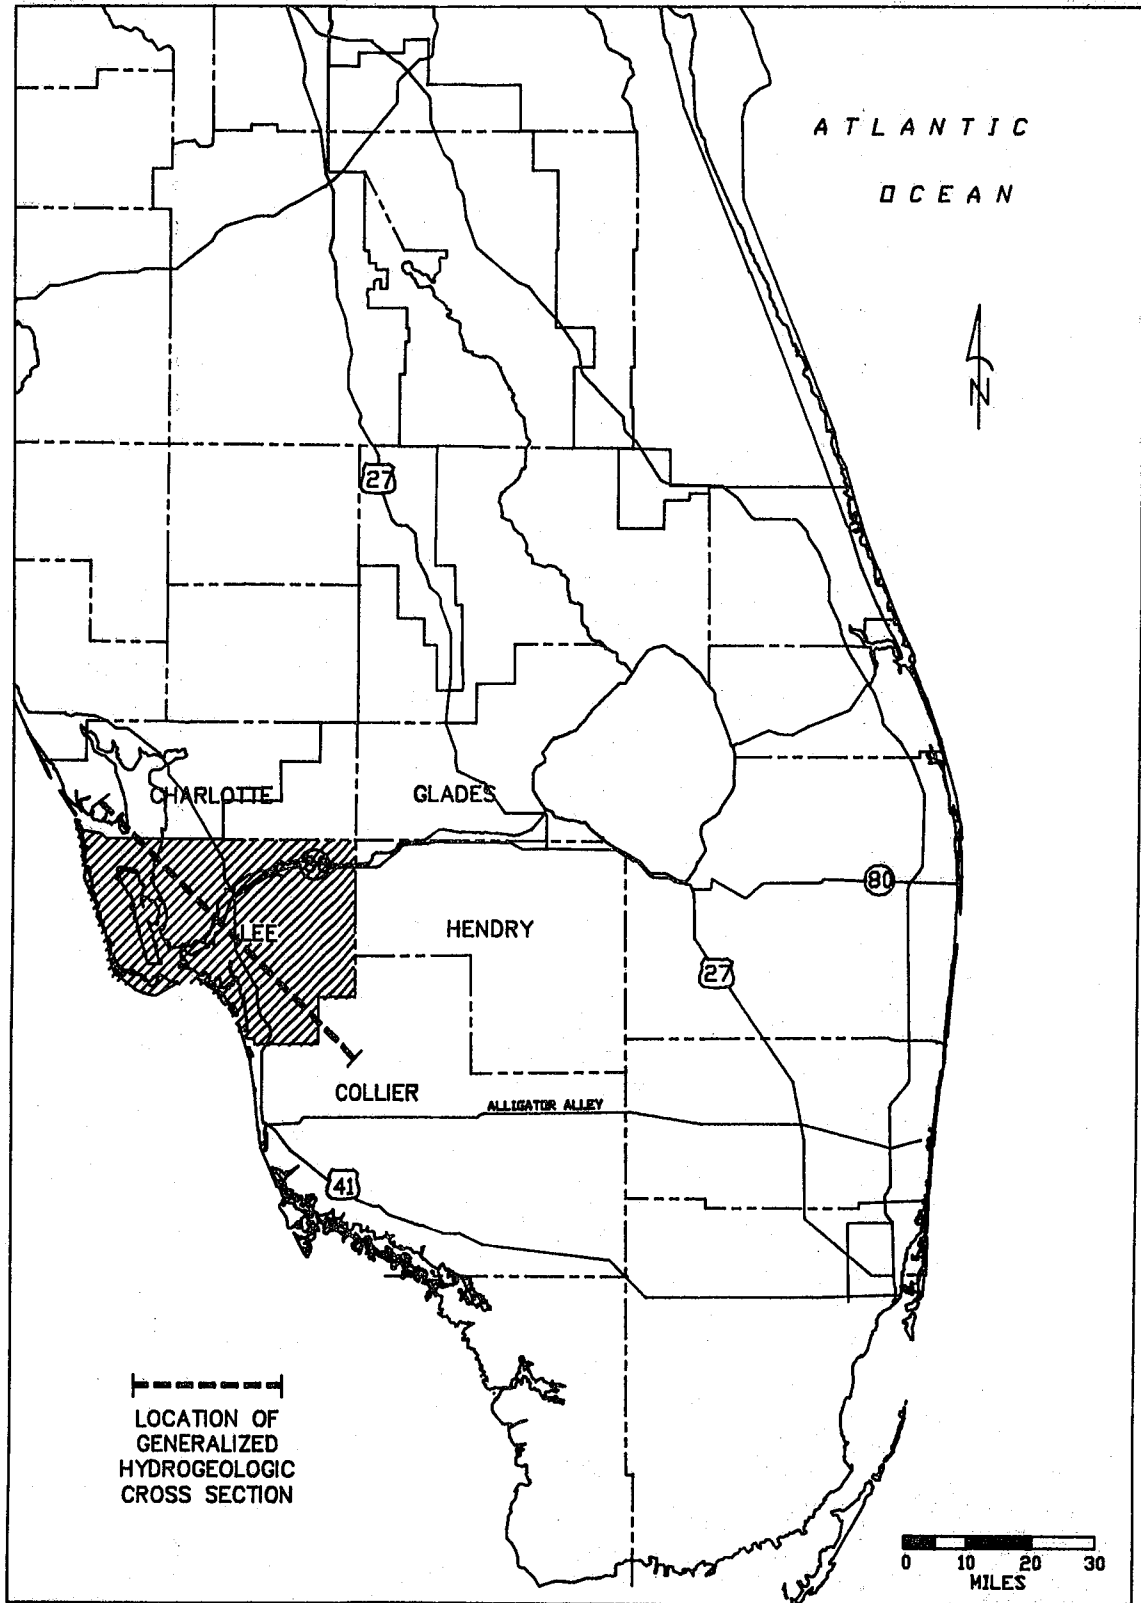 ATLANTIC
OCEAN
N
27
CHARLOTTE
GLADES
80
LEE
HENDRY
27
COLLIER
ALLIGATOR ALLEY
41
LOCATION OF
GENERALIZED
HYDROGEOLOGIC
CROSS SECTION
0 10 20 30
MILES